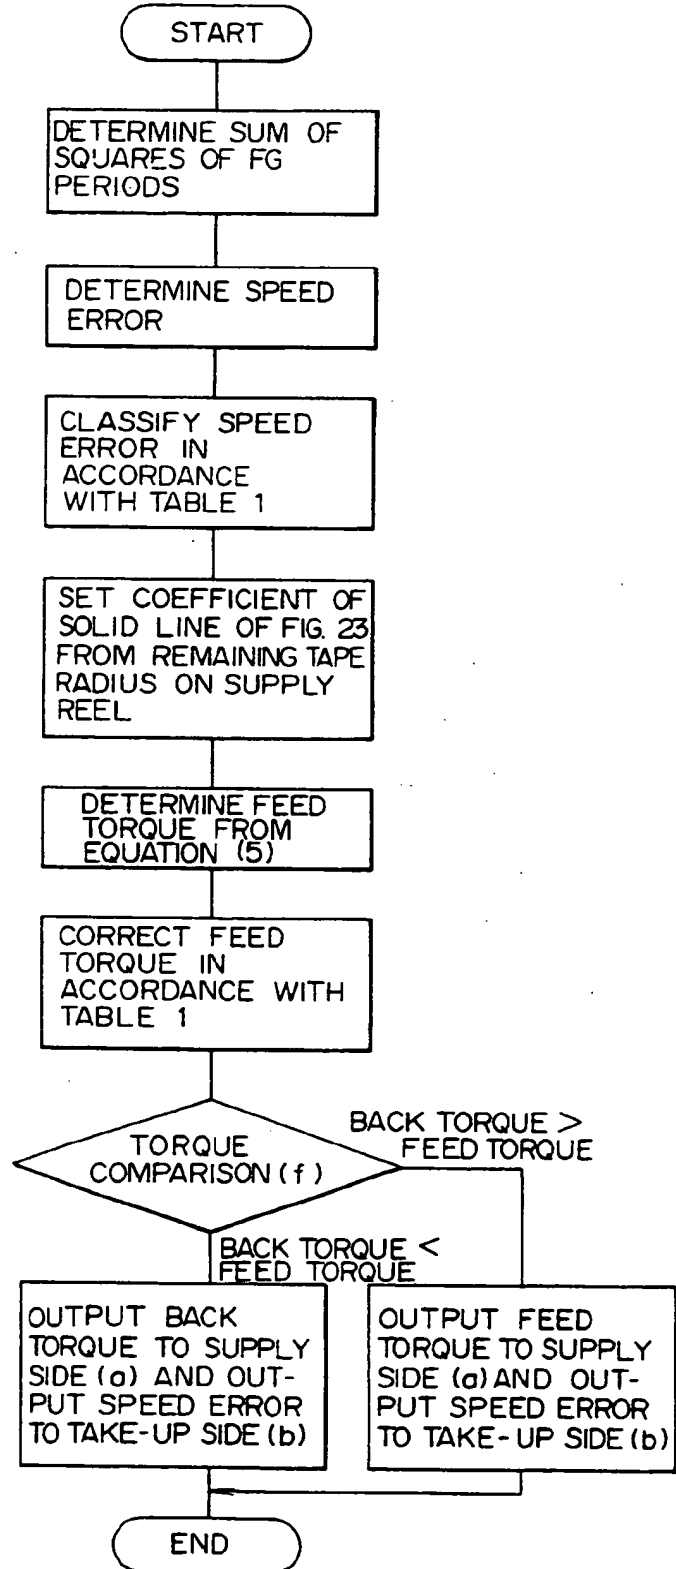 START
DETERMINE SUM OF
SQUARES OF FG
PERIODS
DETERMINE SPEED
ERROR
CLASSIFY SPEED
ERROR IN
ACCORDANCE
WITH TABLE 1
SET COEFFICIENT OF
SOLID LINE OF FIG. 23
FROM REMAINING TAPE
RADIUS ON SUPPLY
REEL
DETERMINE FEED
TORQUE FROM
EQUATION (5)
CORRECT FEED
TORQUE IN
ACCORDANCE WITH
TABLE 1
TORQUE
COMPARISON (f)
BACK TORQUE >
FEED TORQUE
BACK TORQUE <
FEED TORQUE
OUTPUT BACK
TORQUE TO SUPPLY
SIDE (a) AND OUT-
PUT SPEED ERROR
TO TAKE-UP SIDE (b)
OUTPUT FEED
TORQUE TO SUPPLY
SIDE (a) AND OUT-
PUT SPEED ERROR
TO TAKE-UP SIDE (b)
END